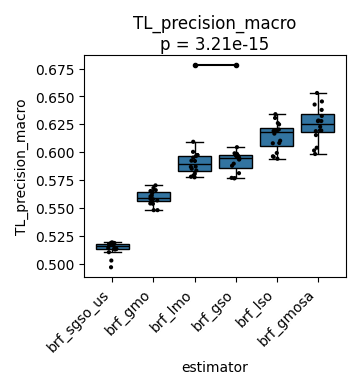 TL_precision_macro
p = 3.21e-15
TL_precision_macro
0.675
0.650
0.625
0.600
0.575
0.550
0.525
0.500
brf_sgso_us
brf_gmo
brf_lmo
brf_gso
brf_lso
brf_gmosa
estimator